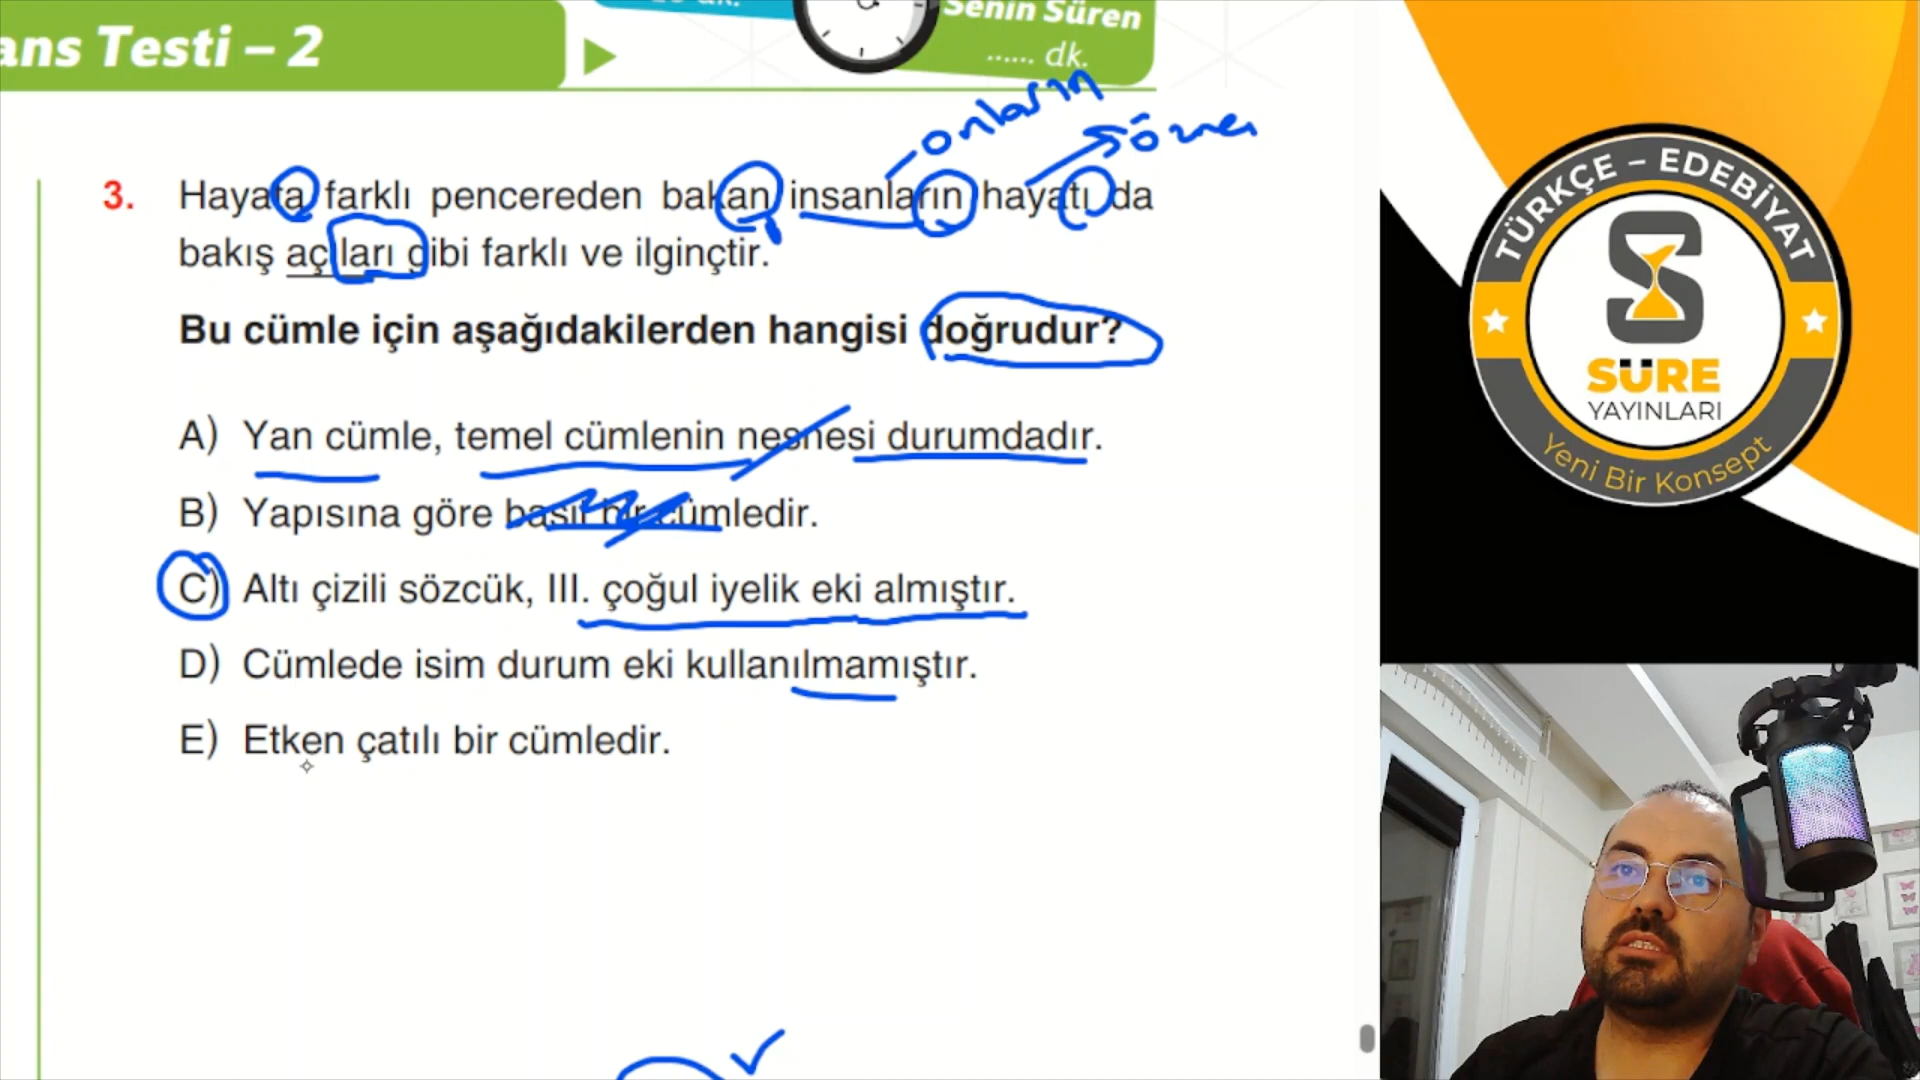 ans Testi – 2
Senin Süren
...... dk.
onların
özne
3. Hayata farklı pencereden bakan insanların hayatı da
bakış açıları gibi farklı ve ilginçtir.
Bu cümle için aşağıdakilerden hangisi doğrudur?
A) Yan cümle, temel cümlenin nesnesi durumdadır.
B) Yapısına göre basit bir cümledir.
C) Altı çizili sözcük, III. çoğul iyelik eki almıştır.
D) Cümlede isim durum eki kullanılmamıştır.
E) Etken çatılı bir cümledir.
TÜRKÇE – EDEBİYAT
S
SÜRE
YAYINLARI
Yeni Bir Konsept